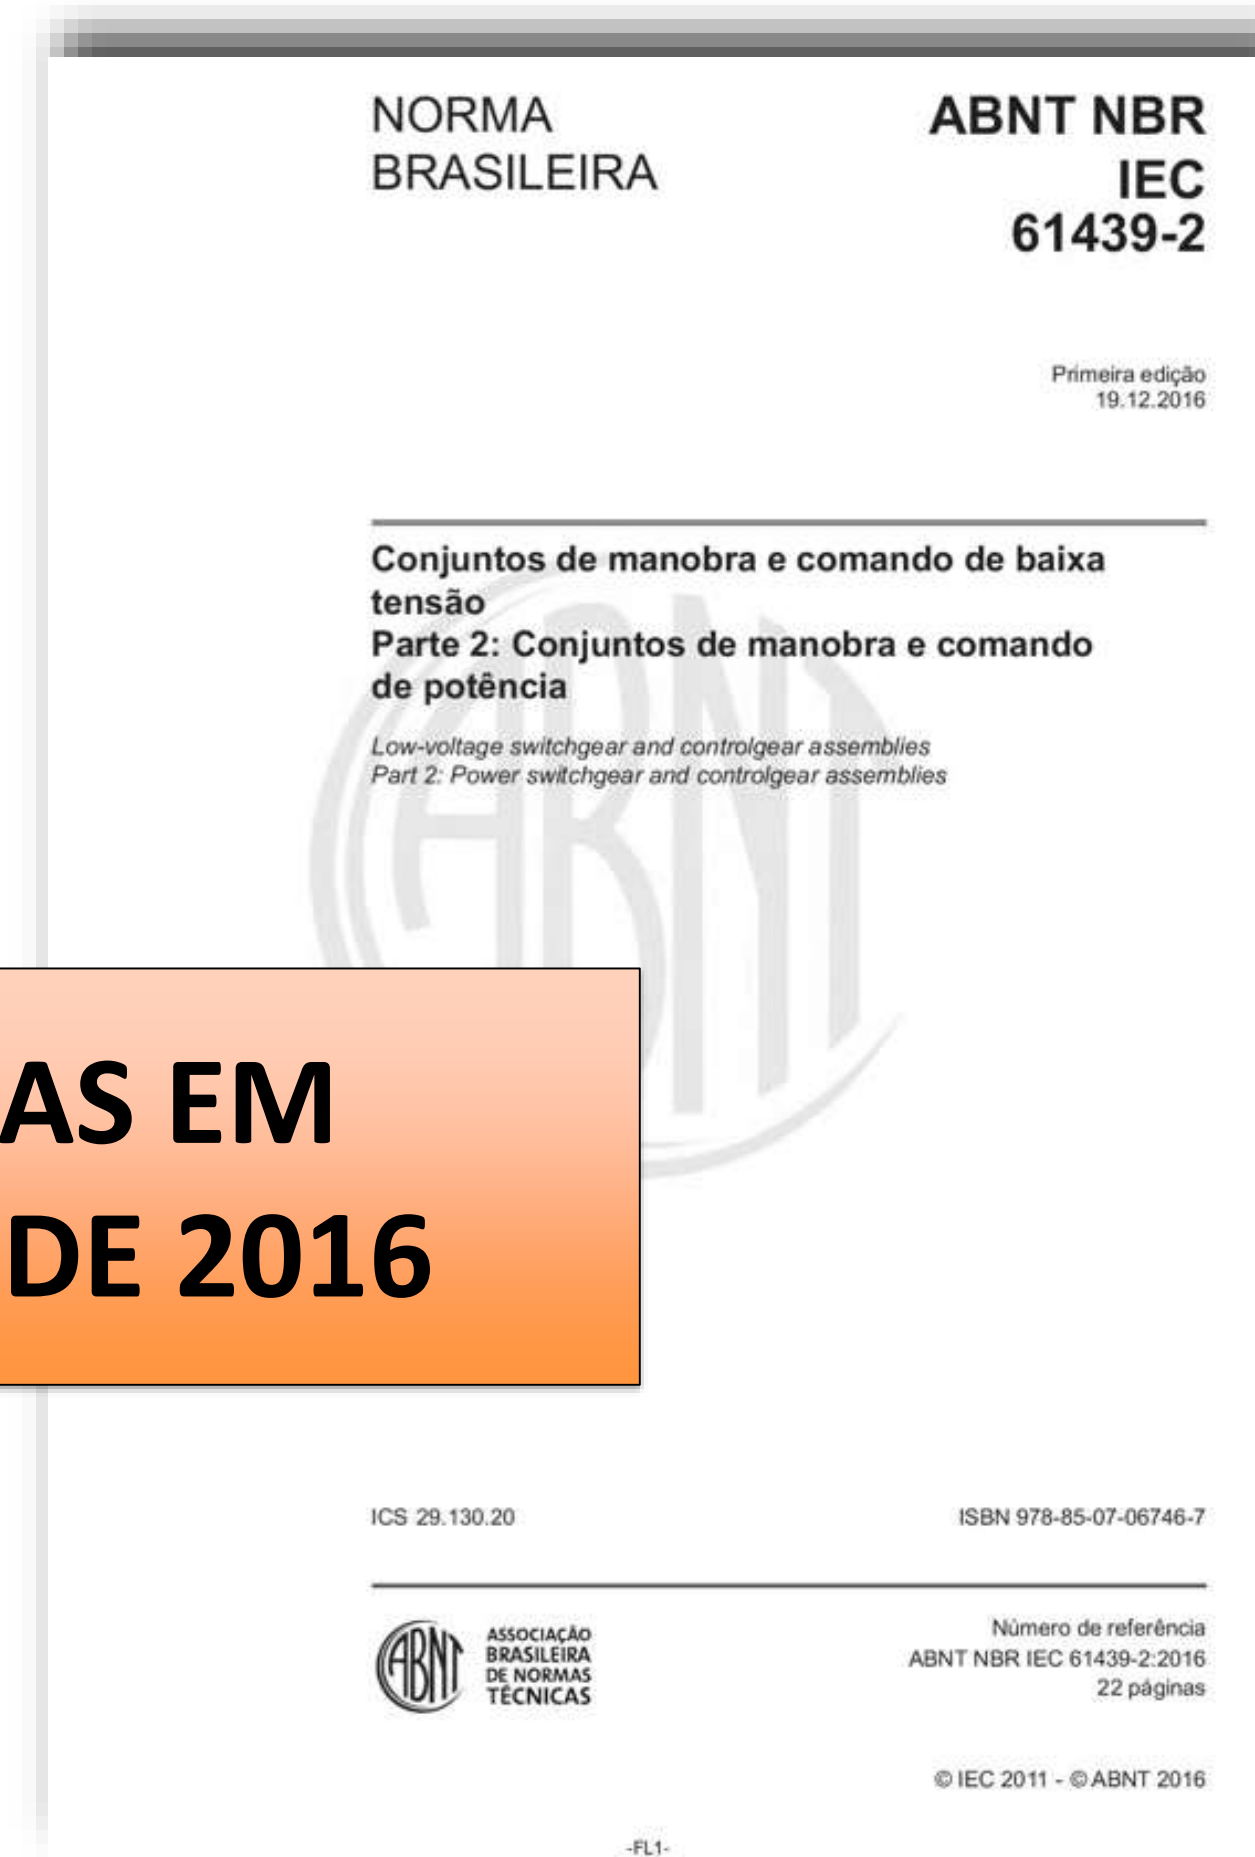 NORMA
BRASILEIRA
ABNT NBR
IEC
61439-2
Primeira edição
19.12.2016
Conjuntos de manobra e comando de baixa
tensão
Parte 2: Conjuntos de manobra e comando
de potência
Low-voltage switchgear and controlgear assemblies
Part 2: Power switchgear and controlgear assemblies
ABNT
AS EM
DE 2016
ICS 29.130.20
ISBN 978-85-07-06746-7
ABNT
ASSOCIAÇÃO
BRASILEIRA
DE NORMAS
TÉCNICAS
Número de referência
ABNT NBR IEC 61439-2:2016
22 páginas
© IEC 2011 - © ABNT 2016
-FL1-